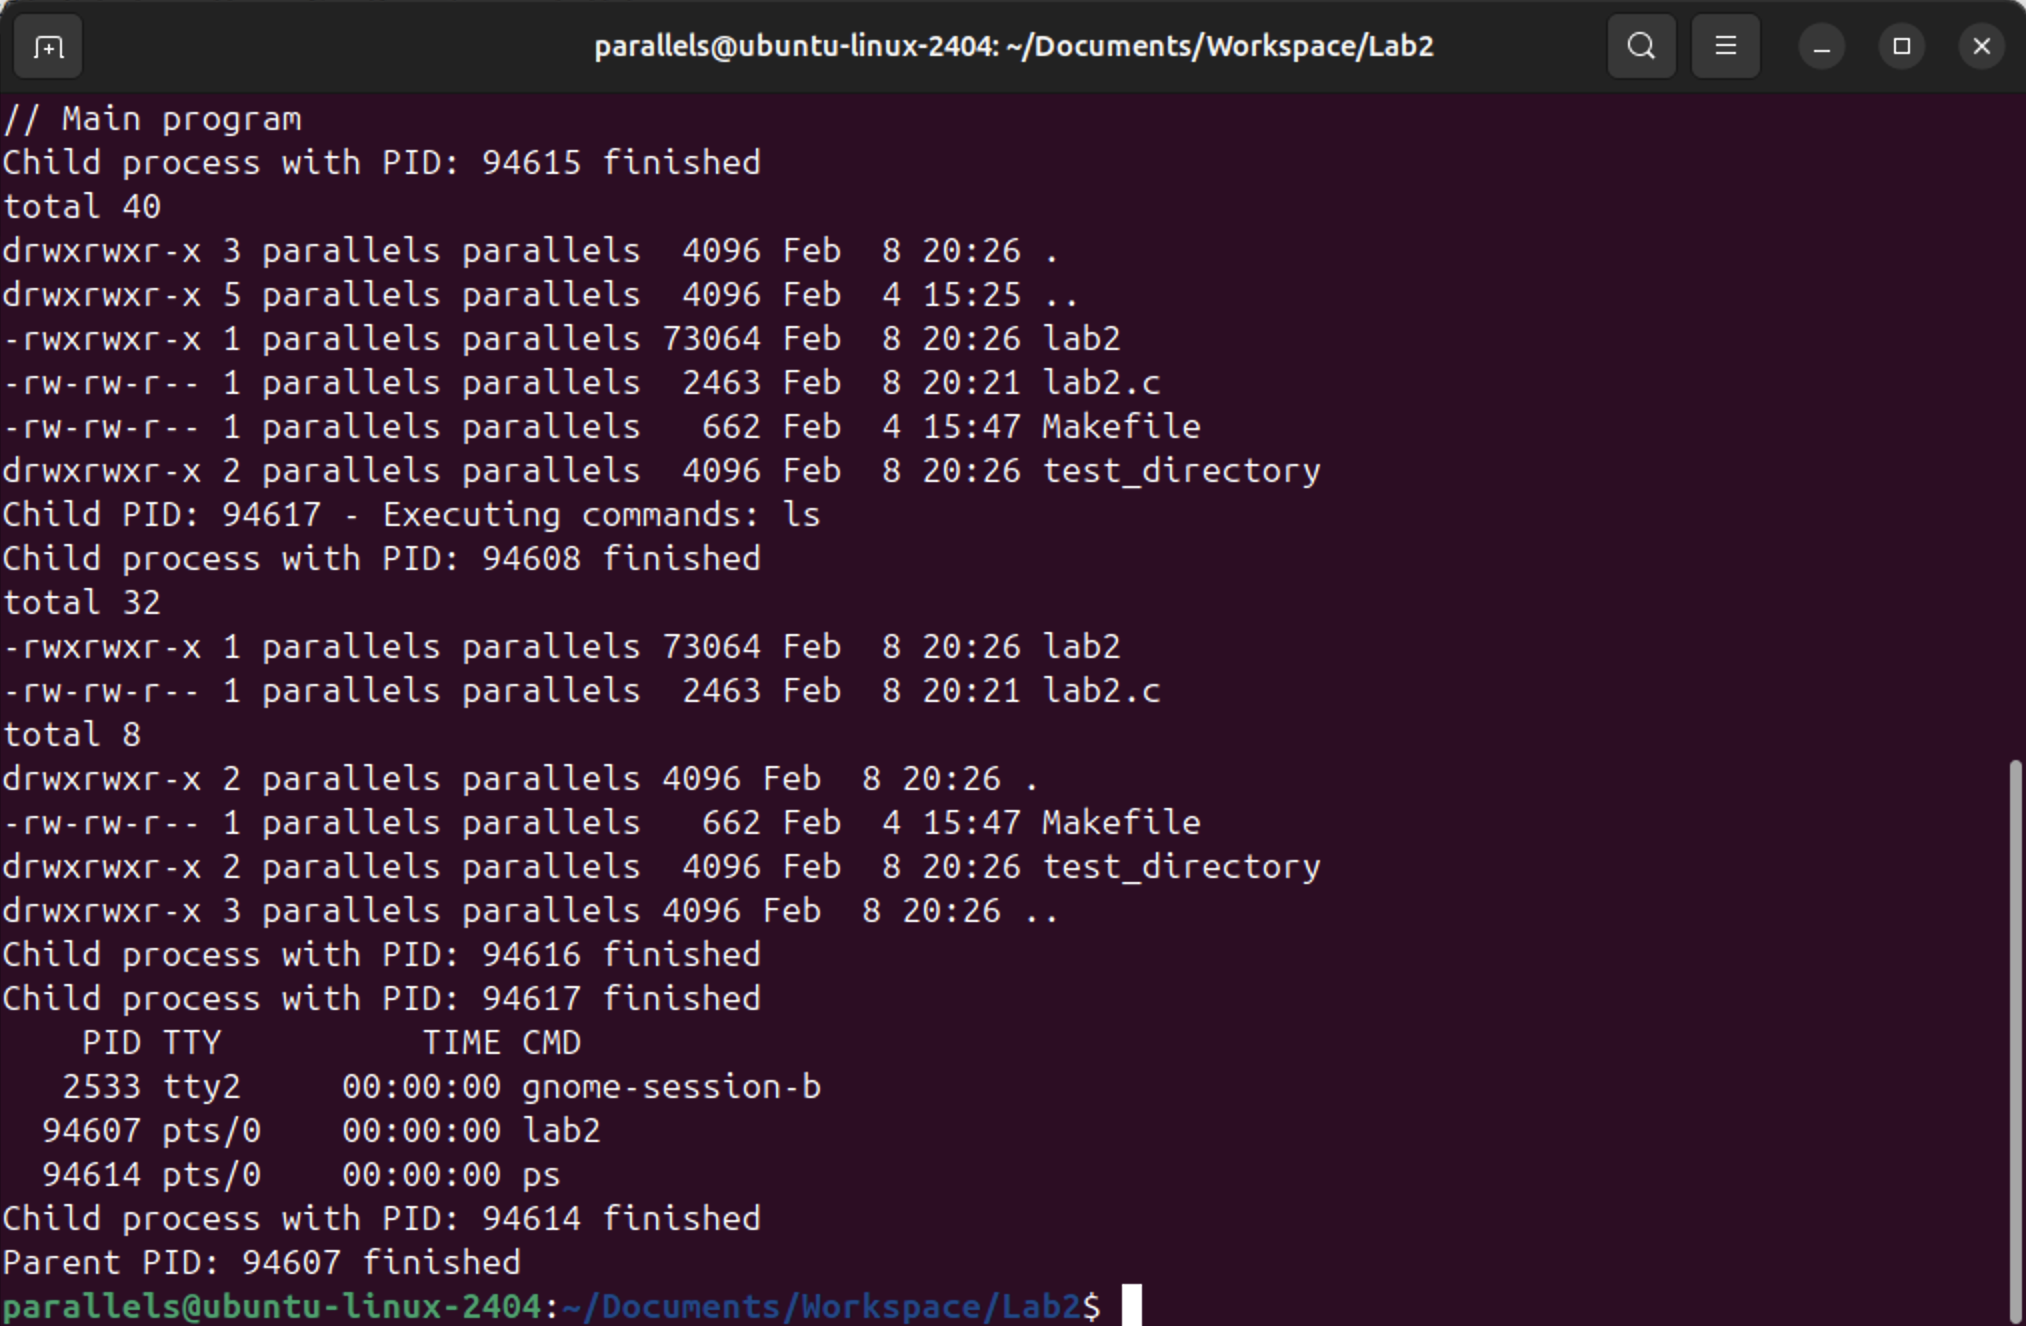 parallels@ubuntu-linux-2404: ~/Documents/Workspace/Lab2
// Main program
Child process with PID: 94615 finished
total 40
drwxrwxr-x 3 parallels parallels  4096 Feb  8 20:26 .
drwxrwxr-x 5 parallels parallels  4096 Feb  4 15:25 ..
-rwxrwxr-x 1 parallels parallels 73064 Feb  8 20:26 lab2
-rw-rw-r-- 1 parallels parallels  2463 Feb  8 20:21 lab2.c
-rw-rw-r-- 1 parallels parallels   662 Feb  4 15:47 Makefile
drwxrwxr-x 2 parallels parallels  4096 Feb  8 20:26 test_directory
Child PID: 94617 - Executing commands: ls
Child process with PID: 94608 finished
total 32
-rwxrwxr-x 1 parallels parallels 73064 Feb  8 20:26 lab2
-rw-rw-r-- 1 parallels parallels  2463 Feb  8 20:21 lab2.c
total 8
drwxrwxr-x 2 parallels parallels 4096 Feb  8 20:26 .
-rw-rw-r-- 1 parallels parallels   662 Feb  4 15:47 Makefile
drwxrwxr-x 2 parallels parallels  4096 Feb  8 20:26 test_directory
drwxrwxr-x 3 parallels parallels 4096 Feb  8 20:26 ..
Child process with PID: 94616 finished
Child process with PID: 94617 finished
    PID TTY          TIME CMD
   2533 tty2     00:00:00 gnome-session-b
  94607 pts/0    00:00:00 lab2
  94614 pts/0    00:00:00 ps
Child process with PID: 94614 finished
Parent PID: 94607 finished
parallels@ubuntu-linux-2404:~/Documents/Workspace/Lab2$